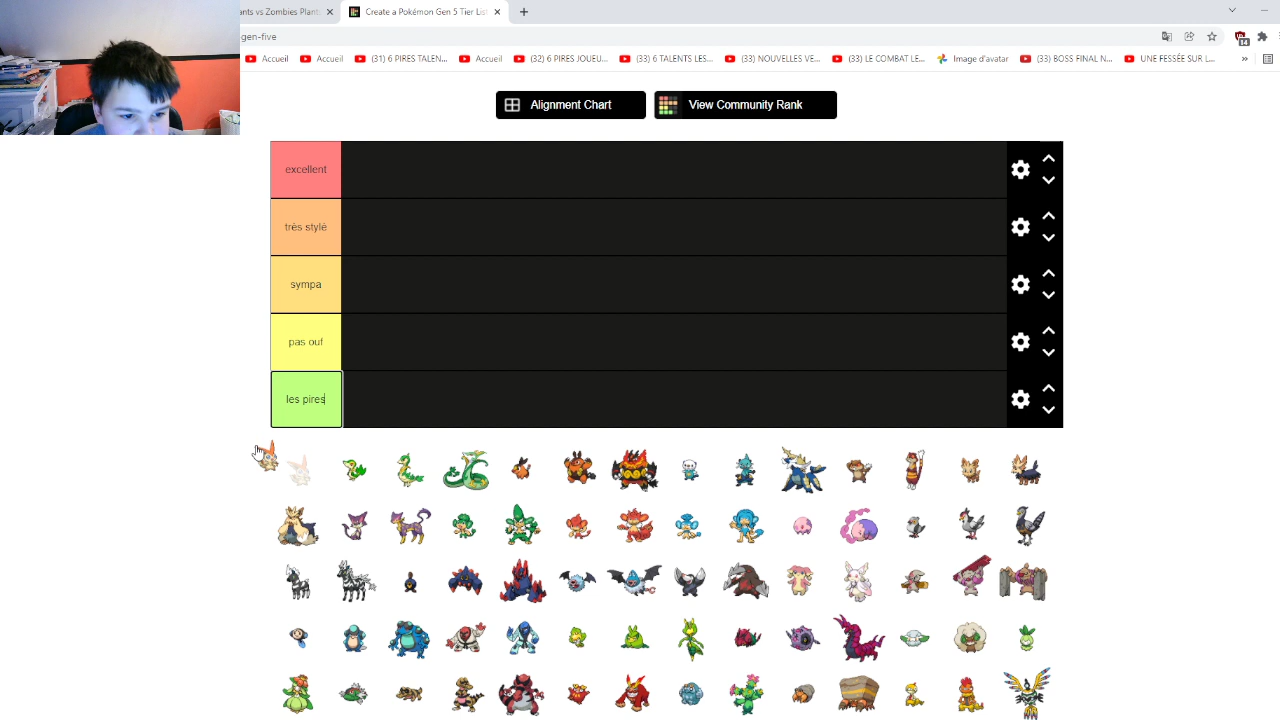 ants vs Zombies Plants
Create a Pokémon Gen 5 Tier List
gen-five
14
Accueil
Accueil
(31) 6 PIRES TALEN...
Accueil
(32) 6 PIRES JOUEU...
(33) 6 TALENTS LES...
(33) NOUVELLES VE...
(33) LE COMBAT LE...
Image d'avatar
(33) BOSS FINAL N...
UNE FESSÉE SUR L...
»
Alignment Chart
View Community Rank
excellent
très stylé
sympa
pas ouf
les pires